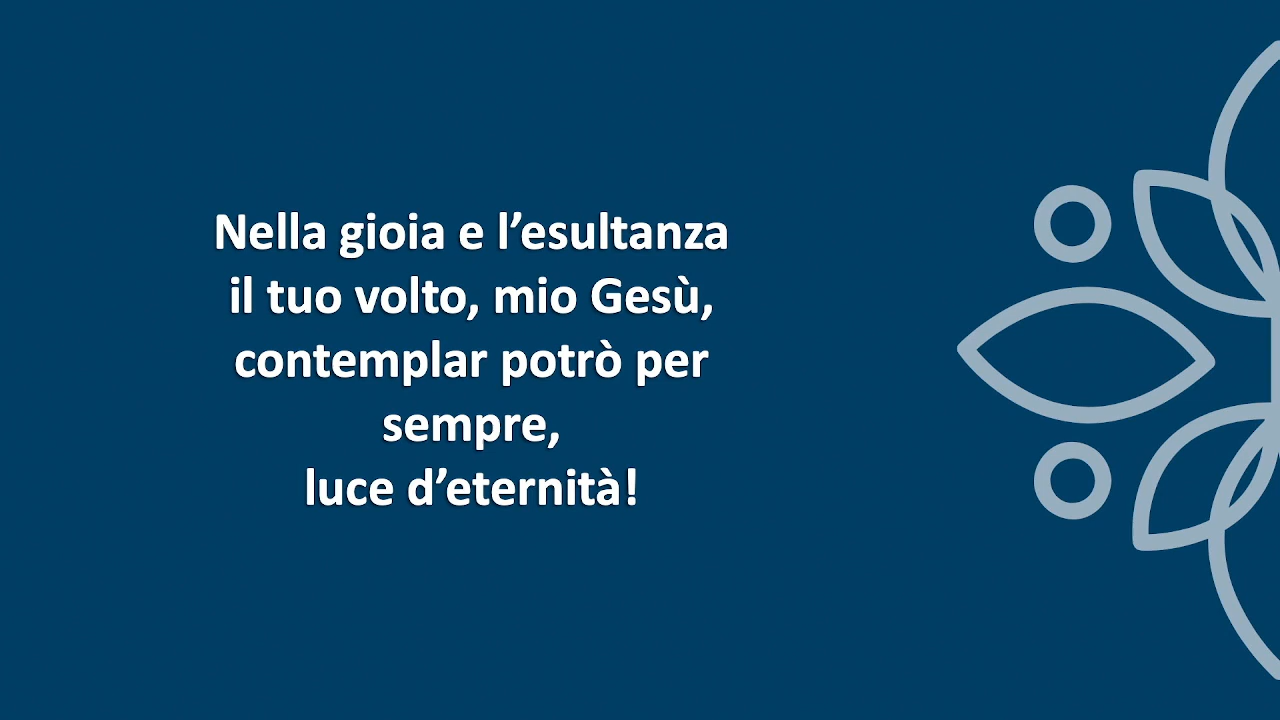 Nella gioia e l’esultanza
il tuo volto, mio Gesù,
contemplar potrò per
sempre,
luce d’eternità!